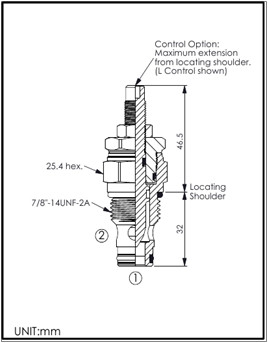 Control Option:
Maximum extension
from locating shoulder.
(L Control shown)
46.5
25.4 hex.
Locating
Shoulder
7/8"-14UNF-2A
32
2
1
UNIT:mm